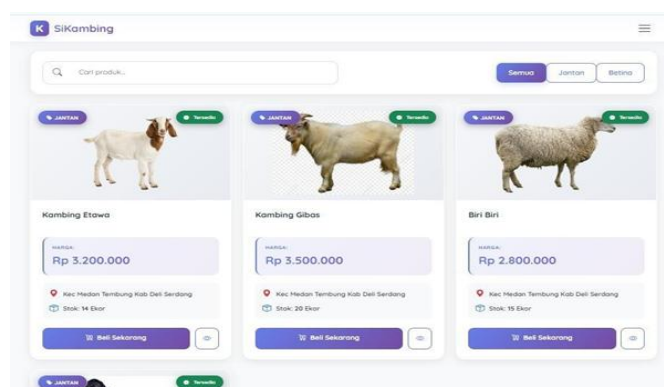 K SiKambing
Cari produk..
Semua Jantan Betina
JANTAN Tersedia JANTAN Tersedia JANTAN Tersedia
Kambing Etawa Kambing Gibas Biri Biri
HARGA: HARGA: HARGA:
Rp 3.200.000 Rp 3.500.000 Rp 2.800.000
Kec Medan Tembung Kab Deli Serdang Kec Medan Tembung Kab Deli Serdang Kec Medan Tembung Kab Deli Serdang
Stok: 14 Ekor Stok: 20 Ekor Stok: 15 Ekor
Beli Sekarang Beli Sekarang Beli Sekarang
JANTAN Tersedia